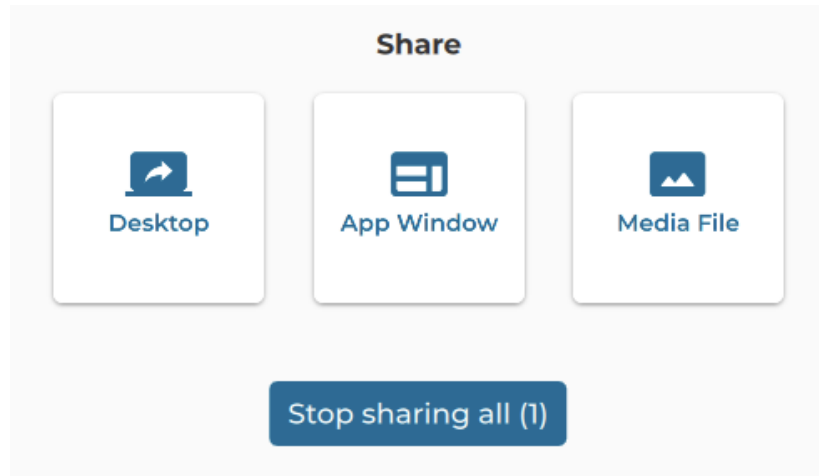 Share
Desktop
App Window
Media File
Stop sharing all (1)